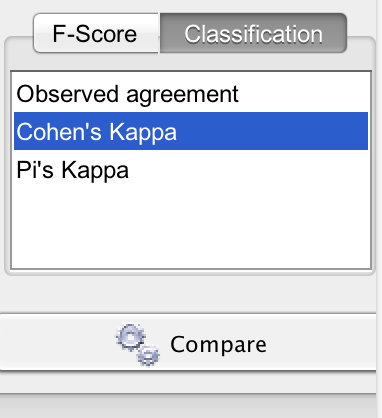 F-Score Classification
Observed agreement
Cohen's Kappa
Pi's Kappa
Compare